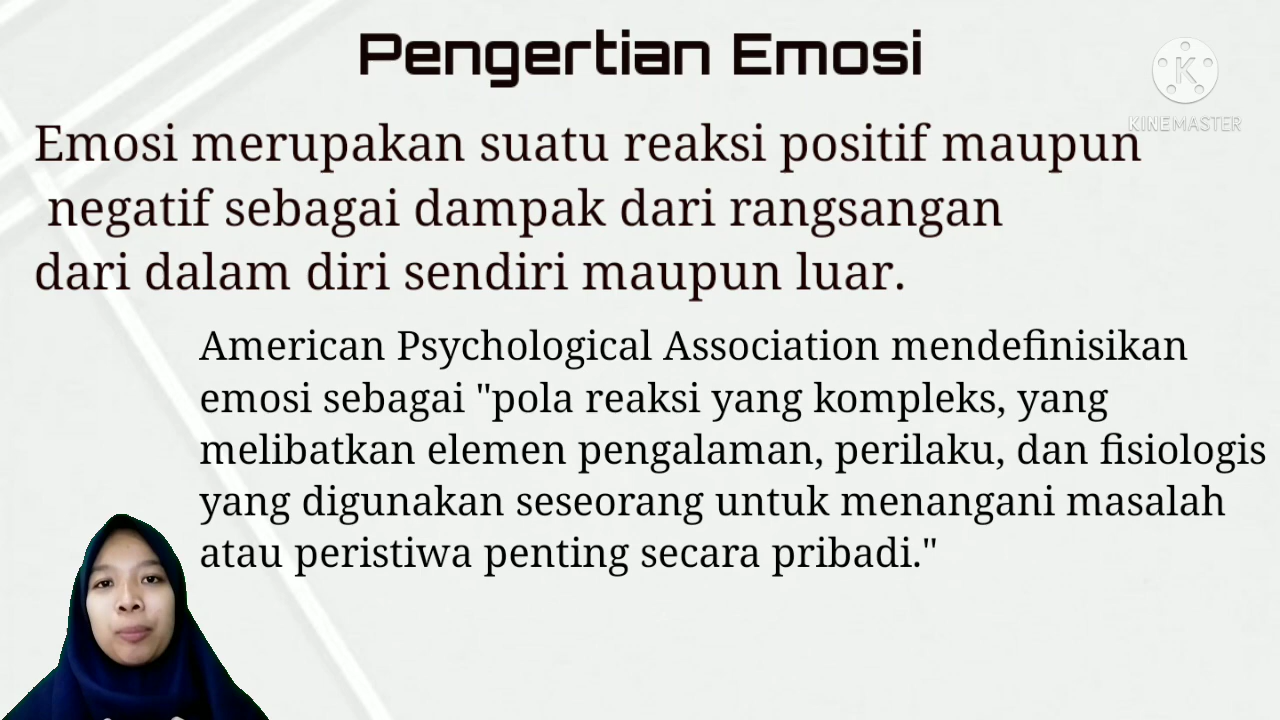 Pengertian Emosi
K
KINEMASTER
Emosi merupakan suatu reaksi positif maupun
negatif sebagai dampak dari rangsangan
dari dalam diri sendiri maupun luar.
American Psychological Association mendefinisikan
emosi sebagai "pola reaksi yang kompleks, yang
melibatkan elemen pengalaman, perilaku, dan fisiologis
yang digunakan seseorang untuk menangani masalah
atau peristiwa penting secara pribadi."